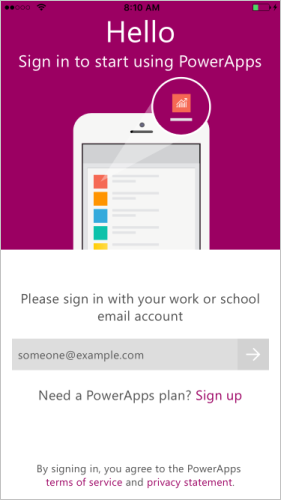 8:10 AM
Hello
Sign in to start using PowerApps
Please sign in with your work or school
email account
someone@example.com
Need a PowerApps plan? Sign up
By signing in, you agree to the PowerApps
terms of service and privacy statement.